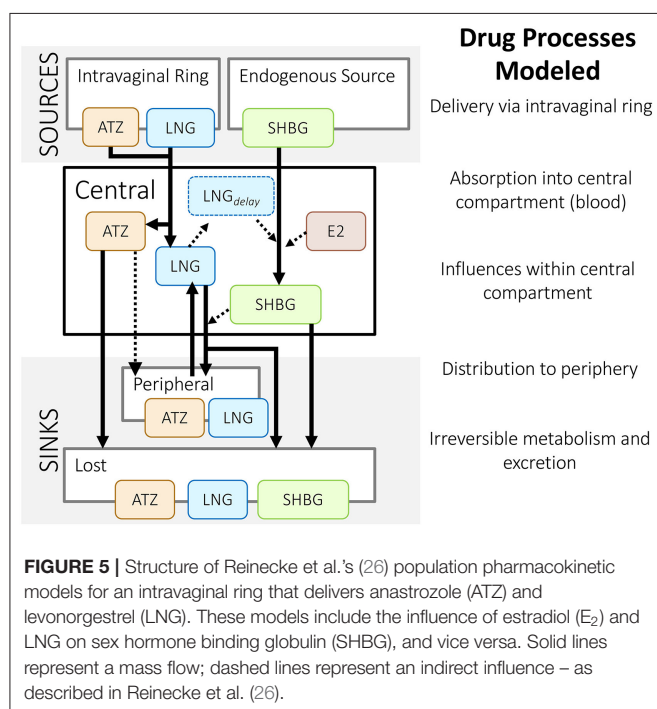 Drug Processes
Modeled
SOURCES
Intravaginal Ring
Endogenous Source
ATZ
LNG
SHBG
Delivery via intravaginal ring
Central
LNGdelay
ATZ
E2
LNG
SHBG
Absorption into central
compartment (blood)
Influences within central
compartment
SINKS
Peripheral
ATZ
LNG
Distribution to periphery
Lost
ATZ
LNG
SHBG
Irreversible metabolism and
excretion
FIGURE 5 | Structure of Reinecke et al.'s (26) population pharmacokinetic
models for an intravaginal ring that delivers anastrozole (ATZ) and
levonorgestrel (LNG). These models include the influence of estradiol (E2) and
LNG on sex hormone binding globulin (SHBG), and vice versa. Solid lines
represent a mass flow; dashed lines represent an indirect influence – as
described in Reinecke et al. (26).